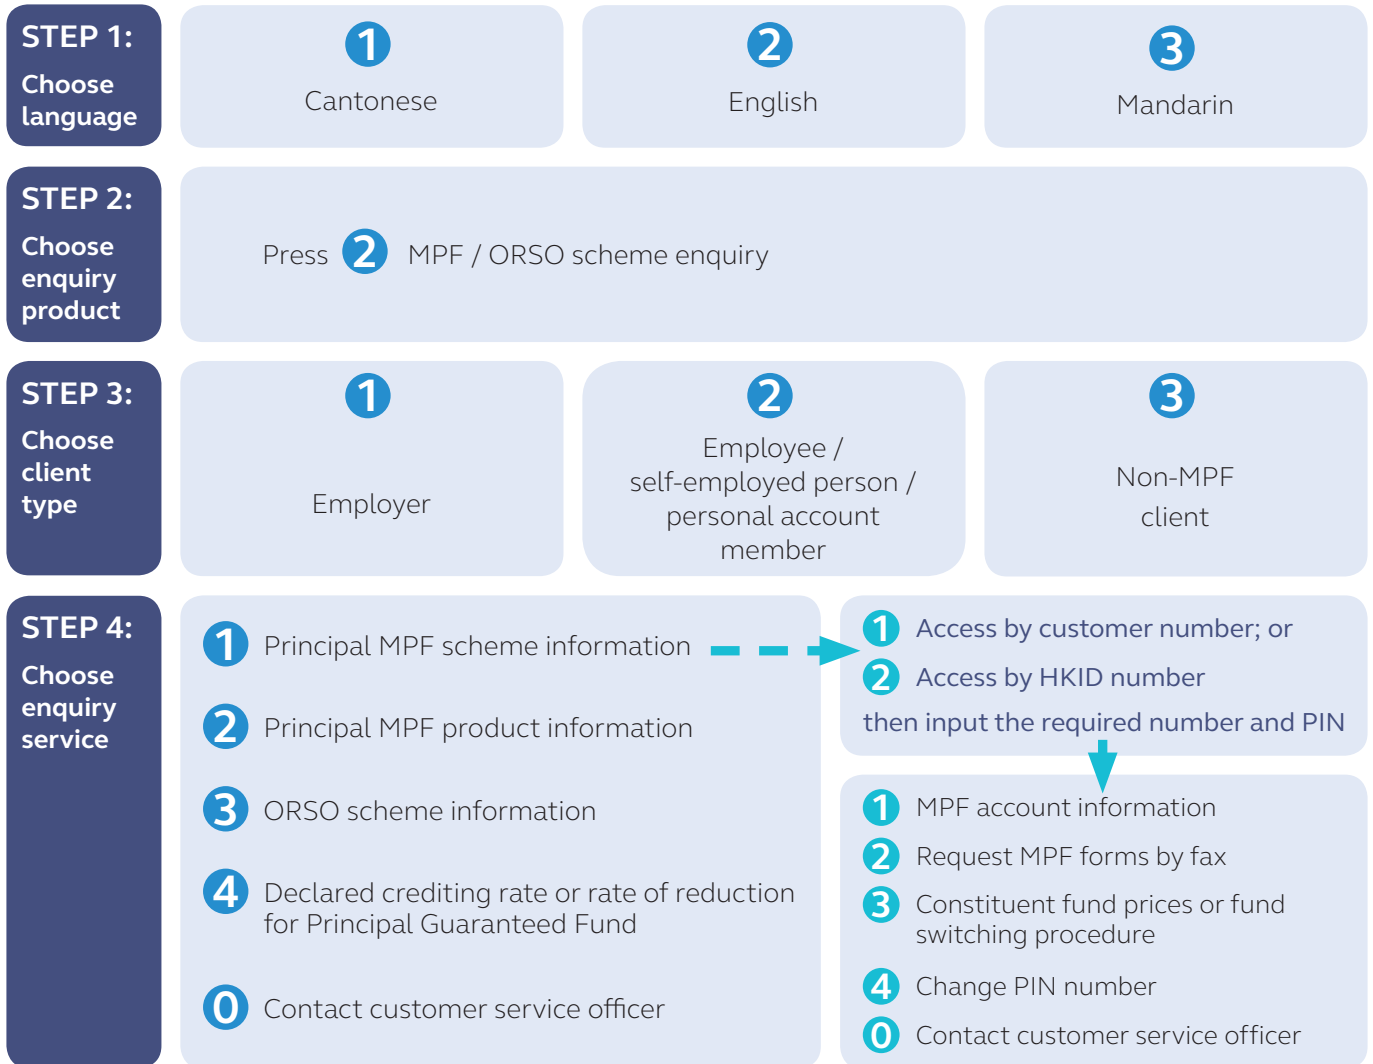 STEP 1:
Choose
language
1
Cantonese
2
English
3
Mandarin
STEP 2:
Choose
enquiry
product
Press 2 MPF / ORSO scheme enquiry
STEP 3:
Choose
client
type
1
Employer
2
Employee /
self-employed person /
personal account
member
3
Non-MPF
client
STEP 4:
Choose
enquiry
service
1 Principal MPF scheme information
2 Principal MPF product information
3 ORSO scheme information
4 Declared crediting rate or rate of reduction
for Principal Guaranteed Fund
0 Contact customer service officer
1 Access by customer number; or
2 Access by HKID number
then input the required number and PIN
1 MPF account information
2 Request MPF forms by fax
3 Constituent fund prices or fund
switching procedure
4 Change PIN number
0 Contact customer service officer